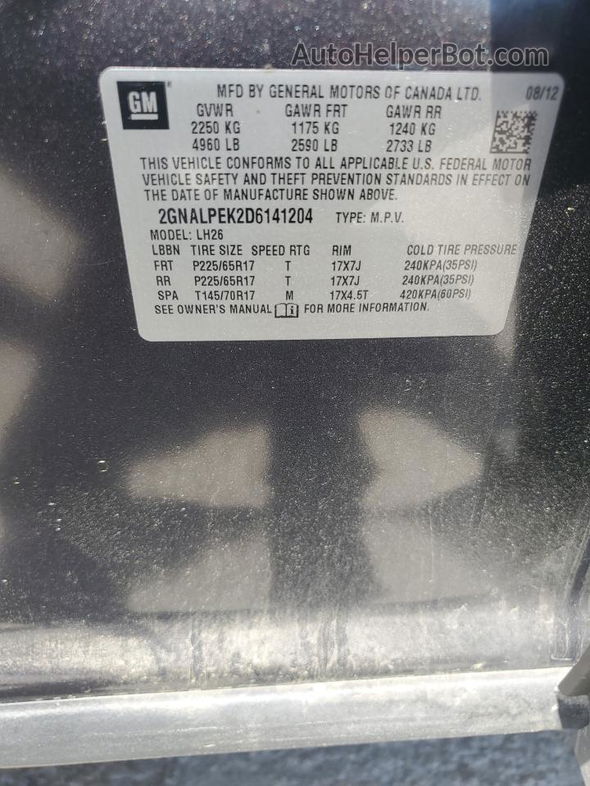 AutoHelperBot.com
GM
MFD BY GENERAL MOTORS OF CANADA LTD. 08/12
GVWR GAWR FRT GAWR RR
2250 KG 1175 KG 1240 KG
4960 LB 2590 LB 2733 LB
THIS VEHICLE CONFORMS TO ALL APPLICABLE U.S. FEDERAL MOTOR
VEHICLE SAFETY AND THEFT PREVENTION STANDARDS IN EFFECT ON
THE DATE OF MANUFACTURE SHOWN ABOVE.
2GNALPEK2D6141204 TYPE: M.P.V.
MODEL: LH26
LBBN TIRE SIZE SPEED RTG RIM COLD TIRE PRESSURE
FRT P225/65R17 T 17X7J 240KPA(35PSI)
RR P225/65R17 T 17X7J 240KPA(35PSI)
SPA T145/70R17 M 17X4.5T 420KPA(60PSI)
SEE OWNER'S MANUAL FOR MORE INFORMATION.